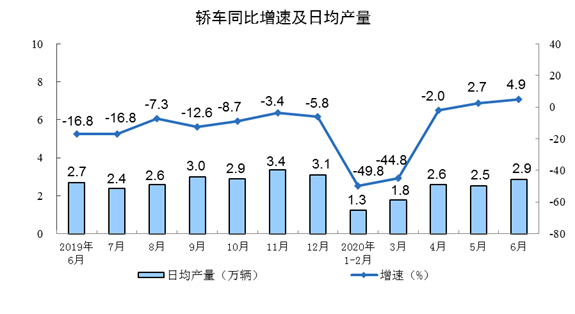 轿车同比增速及日均产量
10
8
6
4
2
0
40
20
0
-20
-40
-60
-80
-16.8
-16.8
-7.3
-12.6
-8.7
-3.4
-5.8
-49.8
-44.8
-2.0
2.7
4.9
2.7
2.4
2.6
3.0
2.9
3.4
3.1
1.3
1.8
2.6
2.5
2.9
2019年
6月
7月
8月
9月
10月
11月
12月
2020年
1-2月
3月
4月
5月
6月
日均产量（万辆）
增速（%）